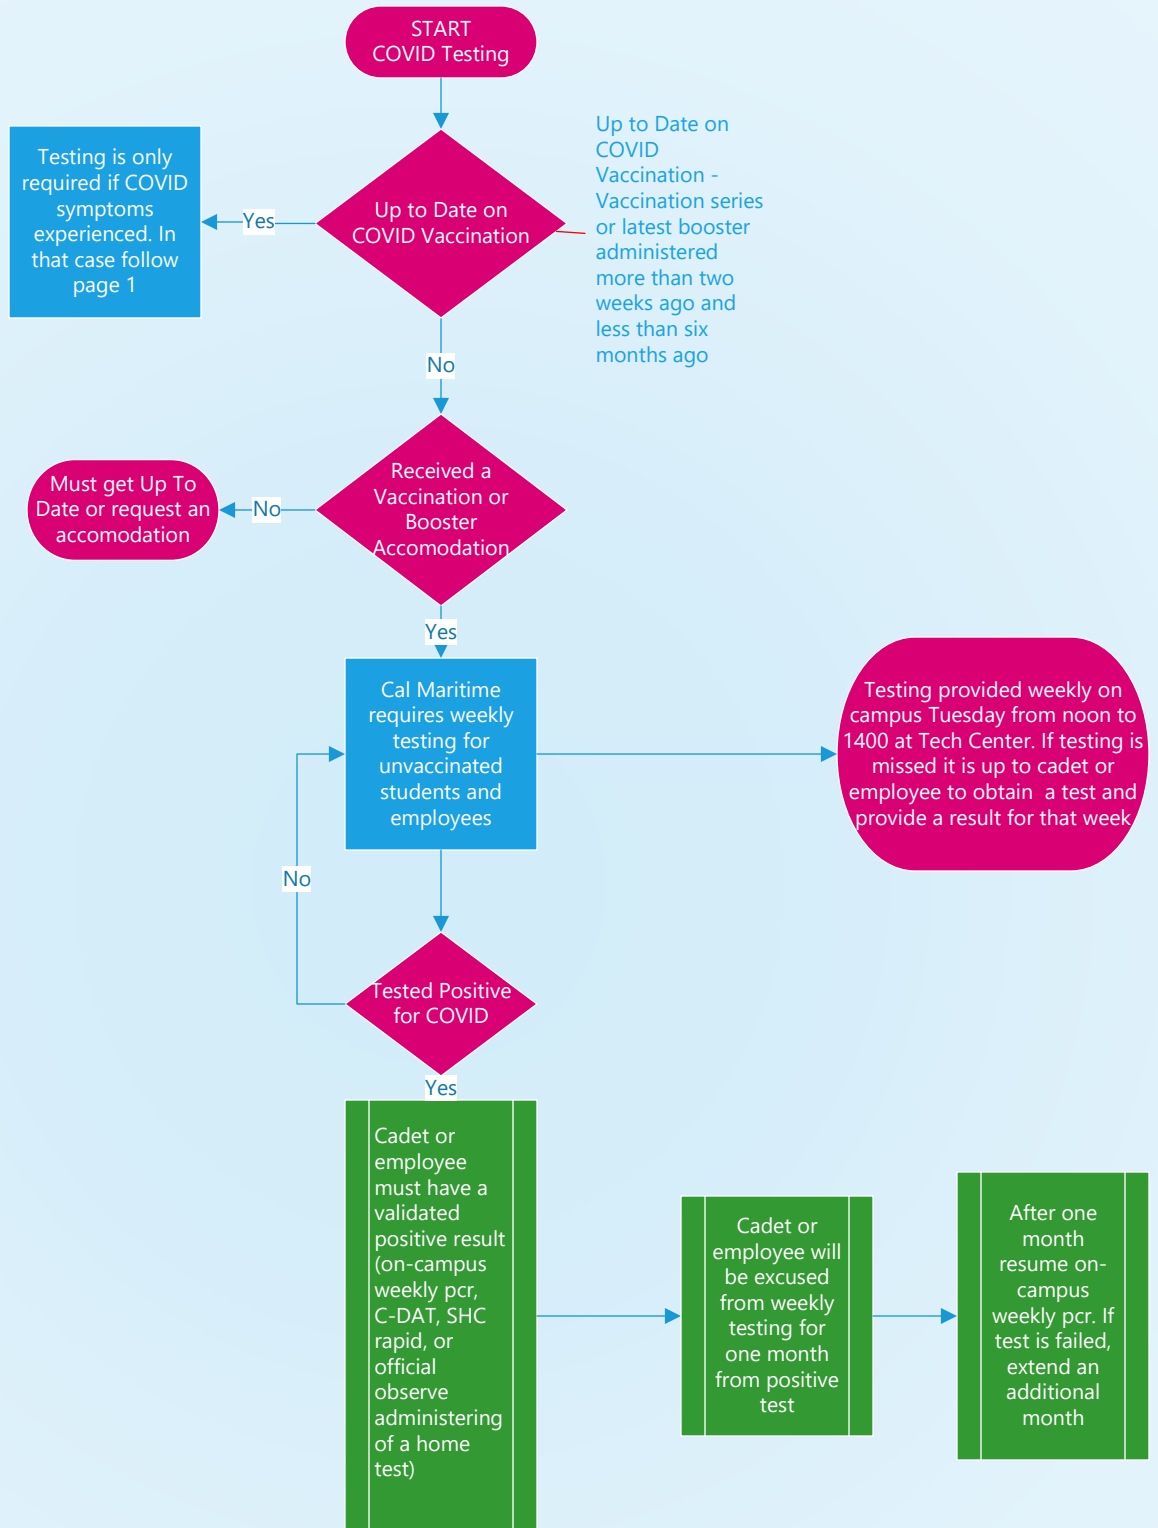 START
COVID Testing
Up to Date on
COVID
Vaccination -
Vaccination series
or latest booster
administered
more than two
weeks ago and
less than six
months ago
Testing is only
required if COVID
symptoms
experienced. In
that case follow
page 1
Yes
Up to Date on
COVID Vaccination
No
Received a
Vaccination or
Booster
Accomodation
No
Must get Up To
Date or request an
accomodation
Yes
Cal Maritime
requires weekly
testing for
unvaccinated
students and
employees
Testing provided weekly on
campus Tuesday from noon to
1400 at Tech Center. If testing is
missed it is up to cadet or
employee to obtain  a test and
provide a result for that week
No
Tested Positive
for COVID
Yes
Cadet or
employee
must have a
validated
positive result
(on-campus
weekly pcr,
C-DAT, SHC
rapid, or
official
observe
administering
of a home
test)
Cadet or
employee will
be excused
from weekly
testing for
one month
from positive
test
After one
month
resume on-
campus
weekly pcr. If
test is failed,
extend an
additional
month